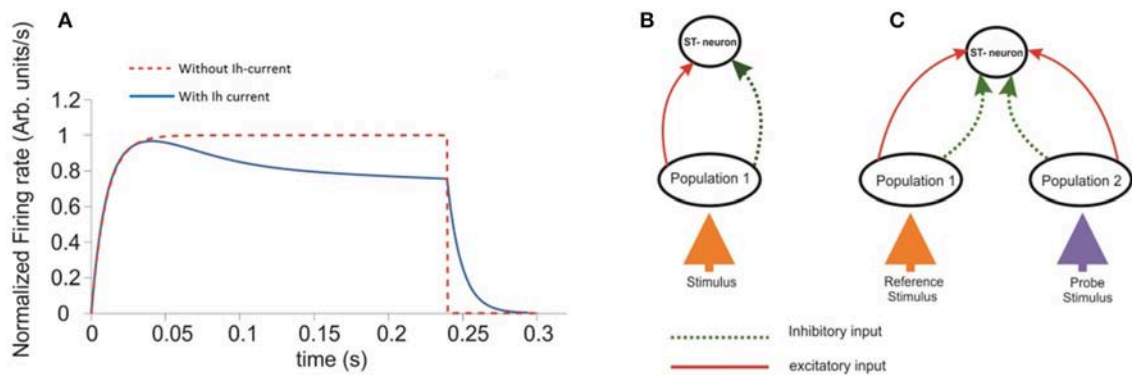 A
B
C
Without Ih-current
With Ih current
Normalized Firing rate (Arb. units/s)
1.2
1
0.8
0.6
0.4
0.2
0
0
0.05
0.1
0.15
0.2
0.25
0.3
time (s)
ST- neuron
Population 1
Stimulus
ST- neuron
Population 1
Population 2
Reference
Stimulus
Probe
Stimulus
Inhibitory input
excitatory input